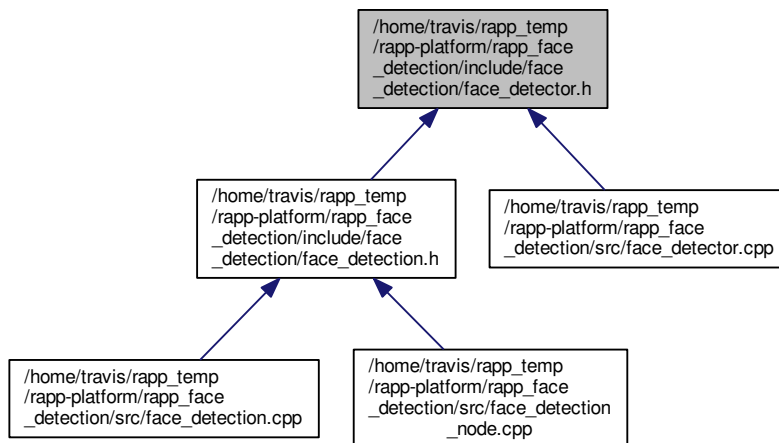 /home/travis/rapp_temp
/rapp-platform/rapp_face
_detection/include/face
_detection/face_detector.h
/home/travis/rapp_temp
/rapp-platform/rapp_face
_detection/include/face
_detection/face_detection.h
/home/travis/rapp_temp
/rapp-platform/rapp_face
_detection/src/face_detector.cpp
/home/travis/rapp_temp
/rapp-platform/rapp_face
_detection/src/face_detection.cpp
/home/travis/rapp_temp
/rapp-platform/rapp_face
_detection/src/face_detection
_node.cpp